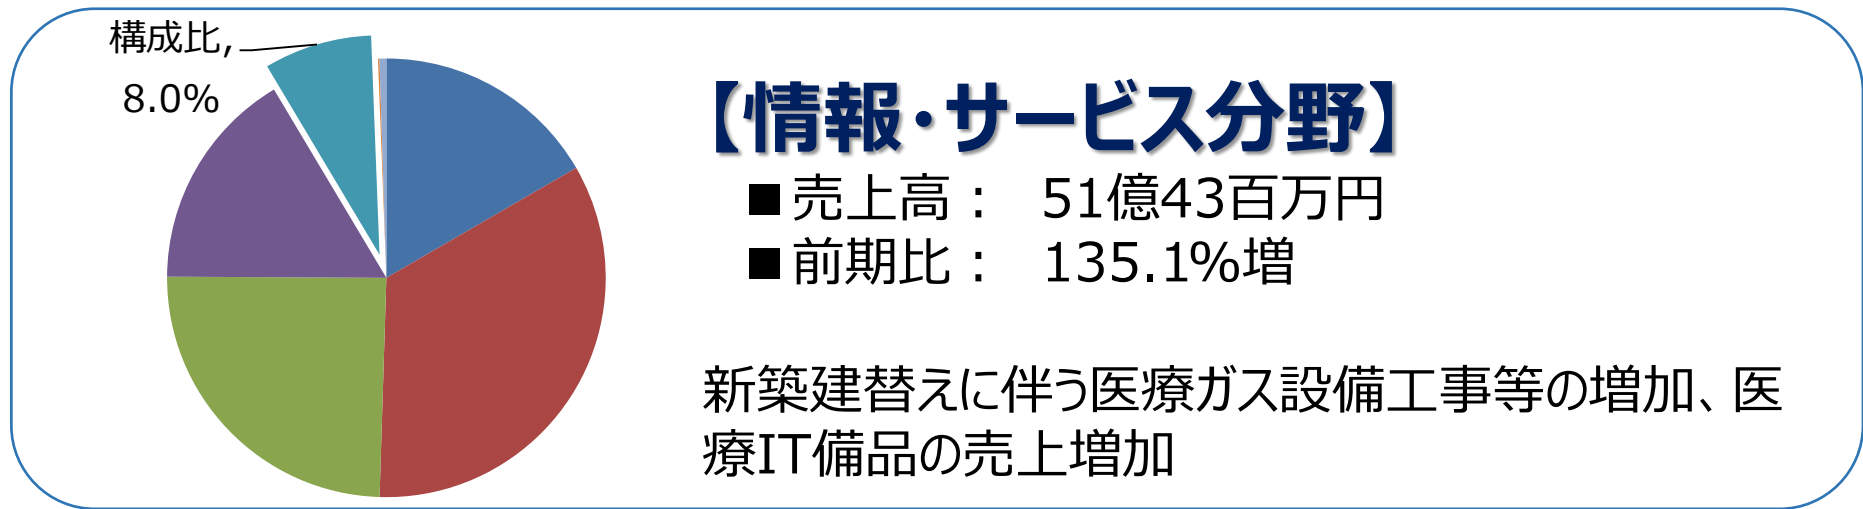 構成比,
8.0%
【情報・サービス分野】
■売上高： 51億43百万円
■前期比： 135.1%増
新築建替えに伴う医療ガス設備工事等の増加、医
療IT備品の売上増加